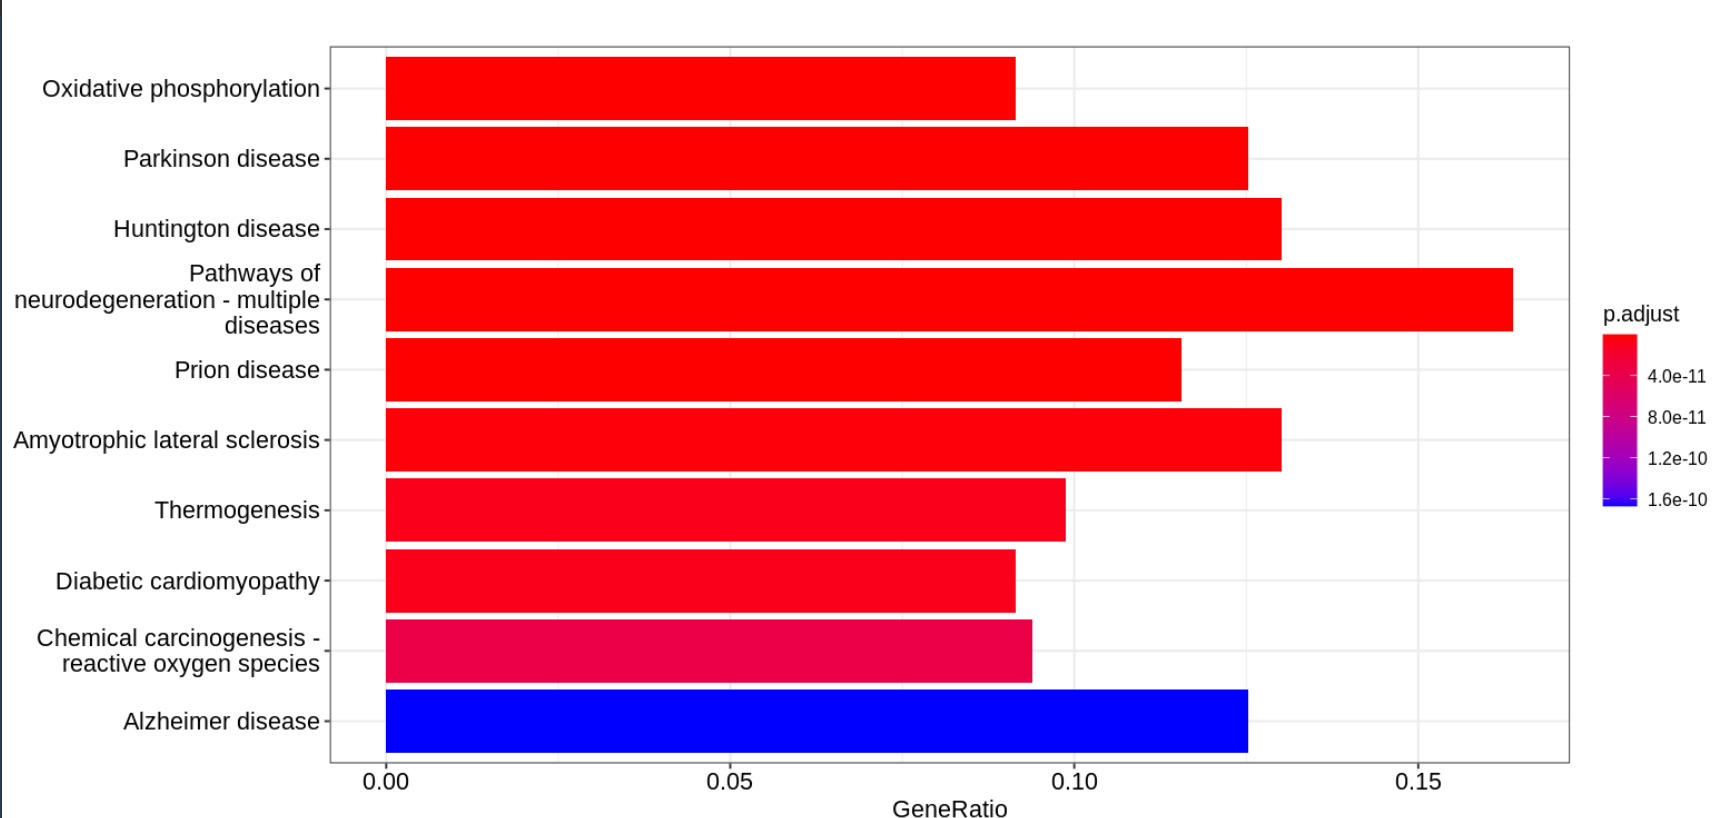 Oxidative phosphorylation
Parkinson disease
Huntington disease
Pathways of
neurodegeneration - multiple
diseases
Prion disease
Amyotrophic lateral sclerosis
Thermogenesis
Diabetic cardiomyopathy
Chemical carcinogenesis -
reactive oxygen species
Alzheimer disease
0.00
0.05
0.10
0.15
GeneRatio
p.adjust
4.0e-11
8.0e-11
1.2e-10
1.6e-10